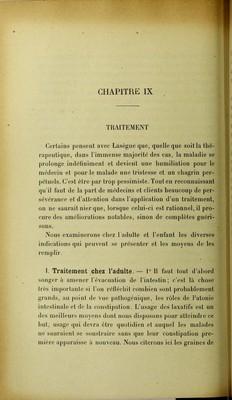 CHAPITRE IX
TRAITEMENT
Certains pensent avec Lasègue que, quelle que soit la thé-
rapeutique, dans l'immense majorité des cas, la maladie se
prolonge indéfiniment et devient une humiliation pour le
médecin et pour le malade une tristesse et un chagrin per-
pétuels. C'est être par trop pessimiste. Tout en reconnaissant
qu'il faut de la part de médecins et clients beaucoup de per-
sévérance et d'attention dans l'application d'un traitement,
on ne saurait nier que, lorsque celui-ci est rationnel, il pro-
cure des améliorations notables, sinon de complètes guéri-
sons.
Nous examinerons chez l'adulte et l'enfant les diverses
indications qui peuvent se présenter et les moyens de les
remplir.
I. Traitement chez l'adulte. — 1° Il faut tout d'abord
songer à amener l'évacuation de l'intestin; c'est là chose
très importante si l'on réfléchit combien sont probablement
grands, au point de vue pathogénique, les rôles de l'atonie
intestinale et de la constipation. L'usage des laxatifs est un
des meilleurs moyens dont nous disposons pour atteindre ce
but, usage qui devra être quotidien et auquel les malades
ne sauraient se soustraire sans que leur constipation pre-
mière apparaisse à nouveau. Nous citerons ici les graines de